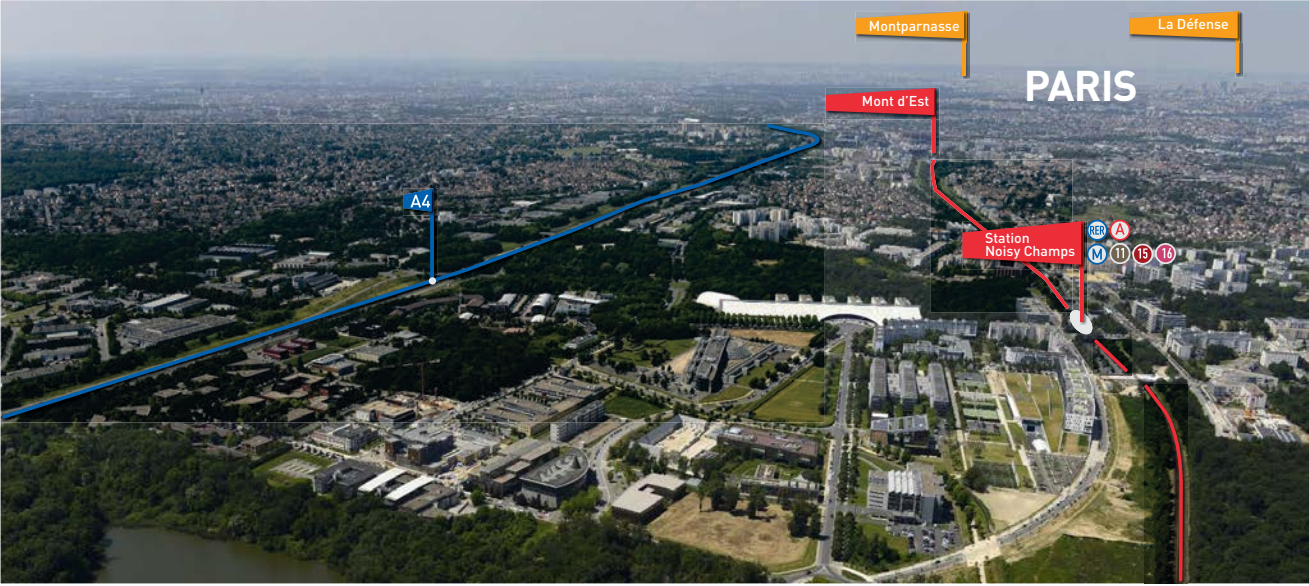 Montparnasse
La Défense
PARIS
Mont d'Est
A4
Station
Noisy Champs
RER A
M 11 15 16